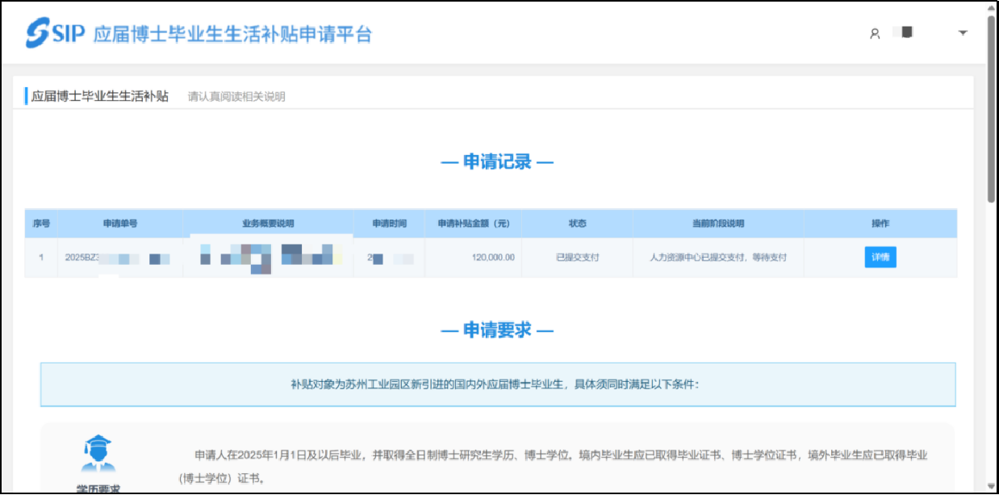 SIP 应届博士毕业生生活补贴申请平台
应届博士毕业生生活补贴 请认真阅读相关说明
— 申请记录 —
序号 申请单号 业务概要说明 申请时间 申请补贴金额（元） 状态 当前阶段说明 操作
1 2025BZ 2 120,000.00 已提交支付 人力资源中心已提交支付，等待支付 详情
— 申请要求 —
补贴对象为苏州工业园区新引进的国内外应届博士毕业生，具体须同时满足以下条件：
申请人在2025年1月1日及以后毕业，并取得全日制博士研究生学历、博士学位。境内毕业生应已取得毕业证书、博士学位证书，境外毕业生应已取得毕业
（博士学位）证书。
学历要求